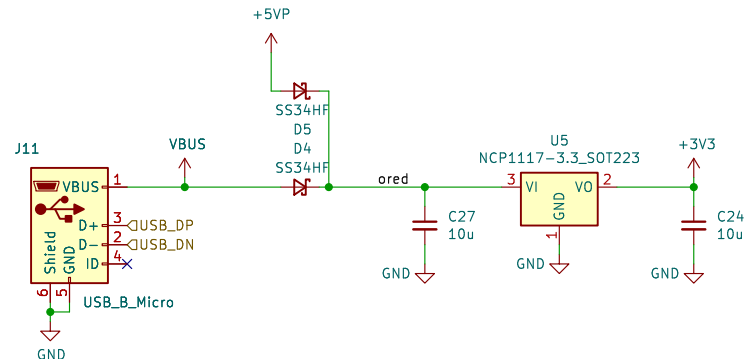 +5VP
SS34HF
D5
D4
SS34HF
J11
VBUS
ored
U5
NCP1117-3.3_SOT223
+3V3
VBUS 1
D+ 3 USB_DP
D- 2 USB_DN
ID 4
Shield
GND
6
5
USB_B_Micro
GND
3 VI
VO 2
GND
1
GND
C27
10u
GND
C24
10u
GND